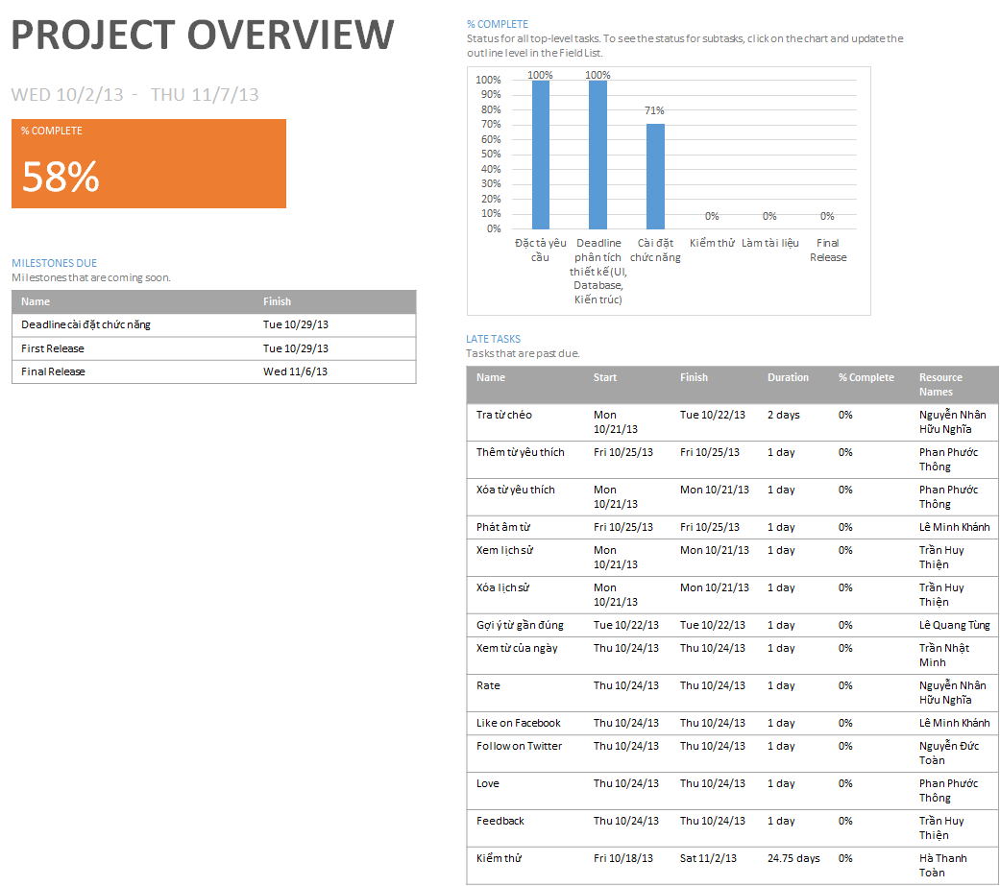 PROJECT OVERVIEW
WED 10/2/13 - THU 11/7/13
% COMPLETE
58%
MILESTONES DUE
Milestones that are coming soon.
Name Finish
Deadline cài đặt chức năng Tue 10/29/13
First Release Tue 10/29/13
Final Release Wed 11/6/13
% COMPLETE
Status for all top-level tasks. To see the status for subtasks, click on the chart and update the
outline level in the Field List.
100%
90%
80%
70%
60%
50%
40%
30%
20%
10%
0%
100% 100% 71% 0% 0% 0%
Đặc tả yêu Deadline Cài đặt Kiểm thử Làm tài liệu Final
cầu phân tích chức năng Release
thiết kế (UI,
Database,
Kiến trúc)
LATE TASKS
Tasks that are past due.
Name Start Finish Duration % Complete Resource
Names
Tra từ chéo Mon Tue 10/22/13 2 days 0% Nguyễn Nhân
10/21/13 Hữu Nghĩa
Thêm từ yêu thích Fri 10/25/13 Fri 10/25/13 1 day 0% Phan Phước
Thông
Xóa từ yêu thích Mon Mon 10/21/13 1 day 0% Phan Phước
10/21/13 Thông
Phát âm từ Fri 10/25/13 Fri 10/25/13 1 day 0% Lê Minh Khánh
Xem lịch sử Mon Mon 10/21/13 1 day 0% Trần Huy
10/21/13 Thiện
Xóa lịch sử Mon Mon 10/21/13 1 day 0% Trần Huy
10/21/13 Thiện
Gợi ý từ gần đúng Tue 10/22/13 Tue 10/22/13 1 day 0% Lê Quang Tùng
Xem từ của ngày Thu 10/24/13 Thu 10/24/13 1 day 0% Trần Nhật
Minh
Rate Thu 10/24/13 Thu 10/24/13 1 day 0% Nguyễn Nhân
Hữu Nghĩa
Like on Facebook Thu 10/24/13 Thu 10/24/13 1 day 0% Lê Minh Khánh
Follow on Twitter Thu 10/24/13 Thu 10/24/13 1 day 0% Nguyễn Đức
Toàn
Love Thu 10/24/13 Thu 10/24/13 1 day 0% Phan Phước
Thông
Feedback Thu 10/24/13 Thu 10/24/13 1 day 0% Trần Huy
Thiện
Kiểm thử Fri 10/18/13 Sat 11/2/13 24.75 days 0% Hà Thanh
Toàn